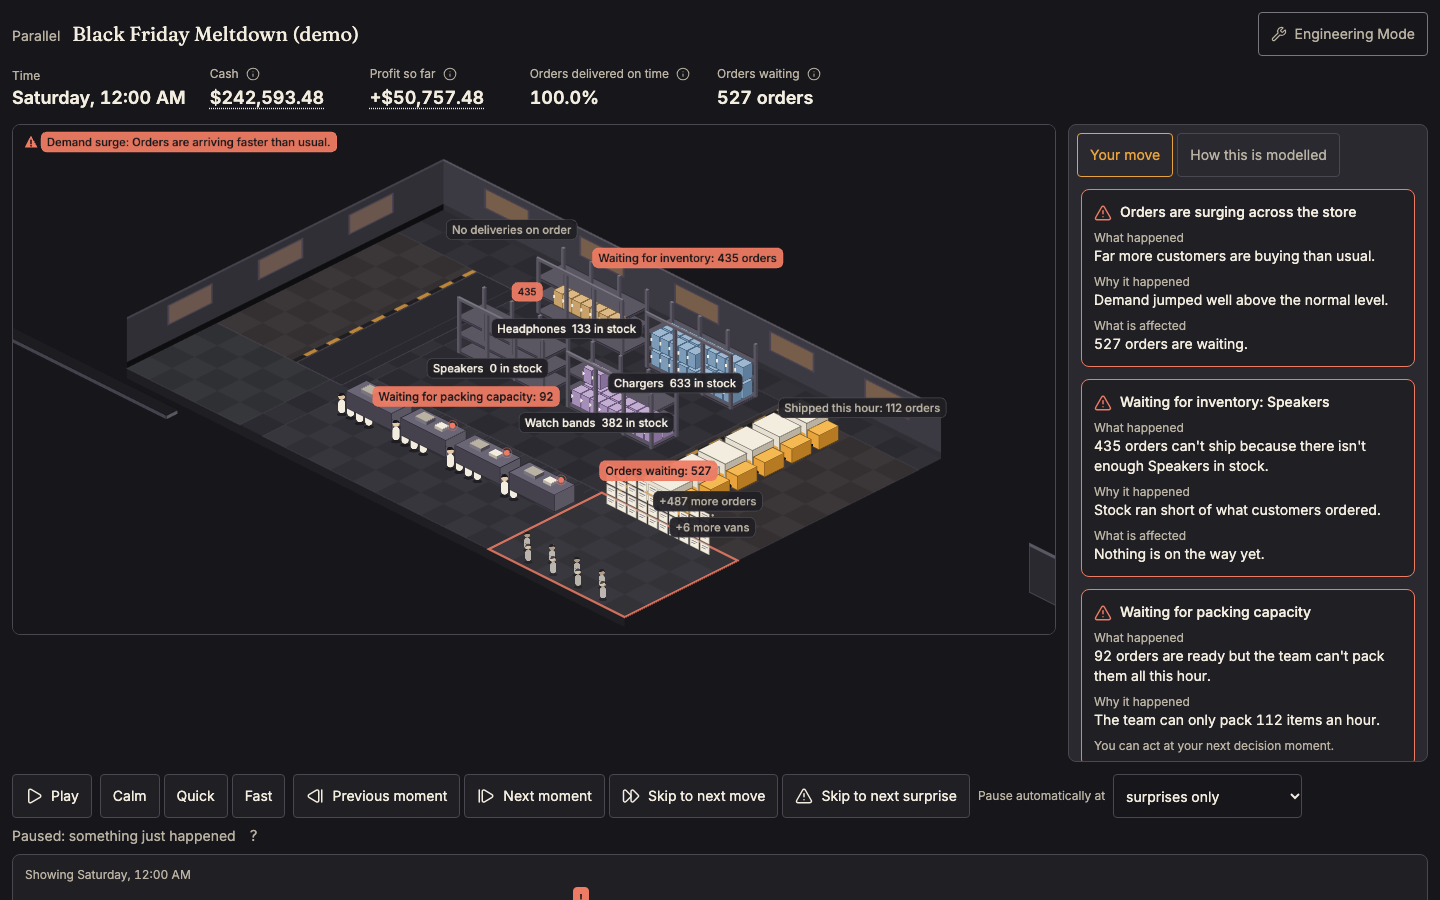 Parallel Black Friday Meltdown (demo)
Engineering Mode
Time
Saturday, 12:00 AM
Cash
$242,593.48
Profit so far
+$50,757.48
Orders delivered on time
100.0%
Orders waiting
527 orders
Demand surge: Orders are arriving faster than usual.
No deliveries on order
Waiting for inventory: 435 orders
435
Headphones 133 in stock
Speakers 0 in stock
Chargers 633 in stock
Waiting for packing capacity: 92
Watch bands 382 in stock
Shipped this hour: 112 orders
Orders waiting: 527
+487 more orders
+6 more vans
Your move
How this is modelled
Orders are surging across the store
What happened
Far more customers are buying than usual.
Why it happened
Demand jumped well above the normal level.
What is affected
527 orders are waiting.
Waiting for inventory: Speakers
What happened
435 orders can't ship because there isn't
enough Speakers in stock.
Why it happened
Stock ran short of what customers ordered.
What is affected
Nothing is on the way yet.
Waiting for packing capacity
What happened
92 orders are ready but the team can't pack
them all this hour.
Why it happened
The team can only pack 112 items an hour.
You can act at your next decision moment.
Play
Calm
Quick
Fast
Previous moment
Next moment
Skip to next move
Skip to next surprise
Pause automatically at
surprises only
Paused: something just happened ?
Showing Saturday, 12:00 AM